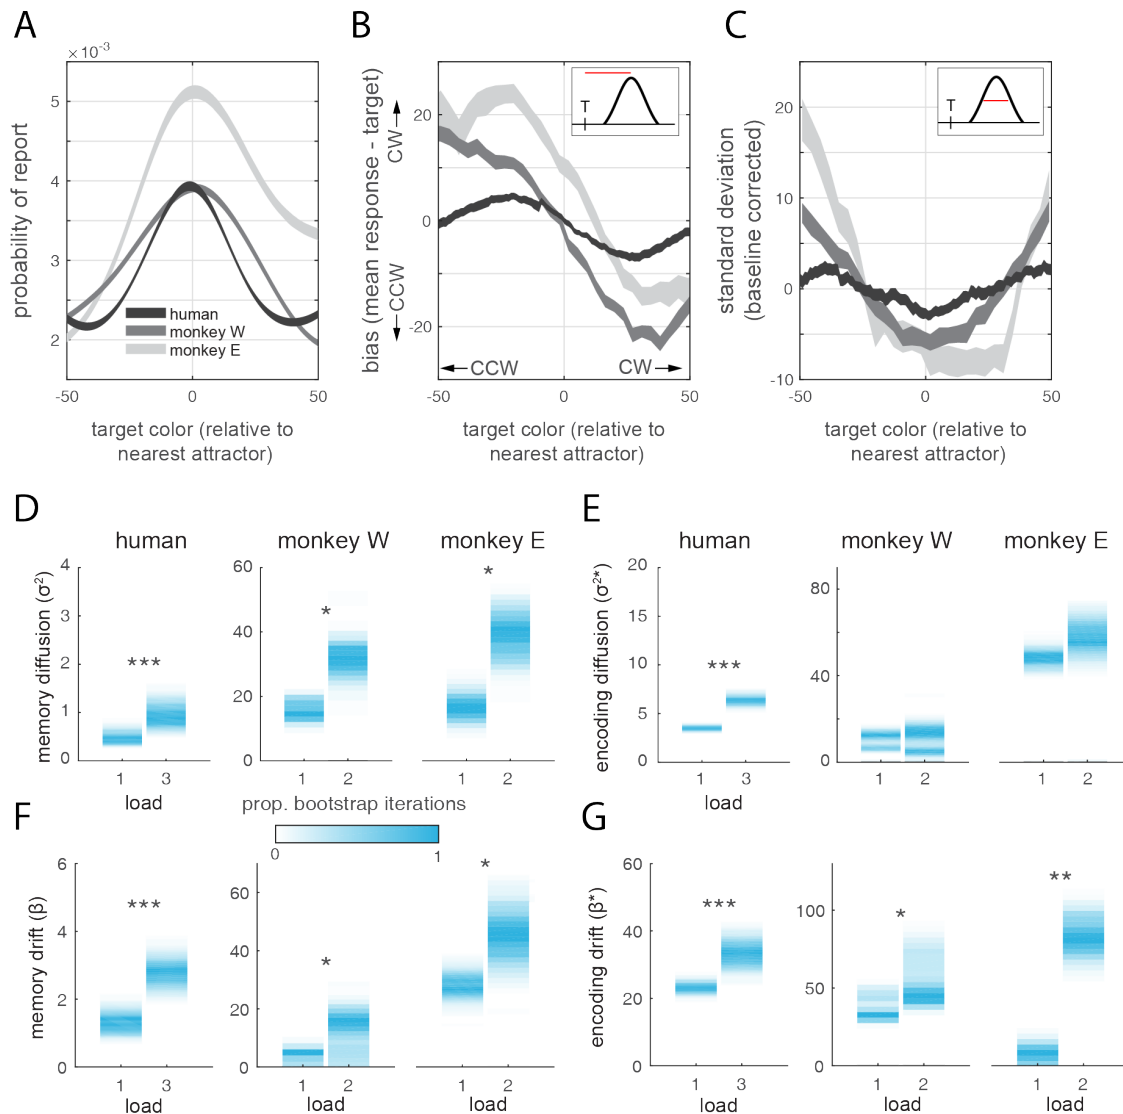 A
B
C
×10⁻³
5
4
3
2
probability of report
human
monkey W
monkey E
-50
0
50
target color (relative to
nearest attractor)
20
0
-20
bias (mean response - target)
CW
CCW
T
CCW
CW
-50
0
50
target color (relative to
nearest attractor)
20
10
0
-10
standard deviation
(baseline corrected)
T
-50
0
50
target color (relative to
nearest attractor)
D
human
monkey W
monkey E
memory diffusion (σ²)
4
3
2
1
0
***
1
3
load
60
40
20
0
*
1
2
*
1
2
E
human
monkey W
monkey E
encoding diffusion (σ²*)
20
15
10
5
0
***
1
3
load
80
40
0
1
2
1
2
prop. bootstrap iterations
0
1
F
memory drift (β)
6
4
2
0
***
1
3
load
60
40
20
0
*
1
2
load
60
40
20
0
*
1
2
load
G
encoding drift (β*)
60
40
20
0
***
1
3
load
100
50
0
*
1
2
load
**
1
2
load